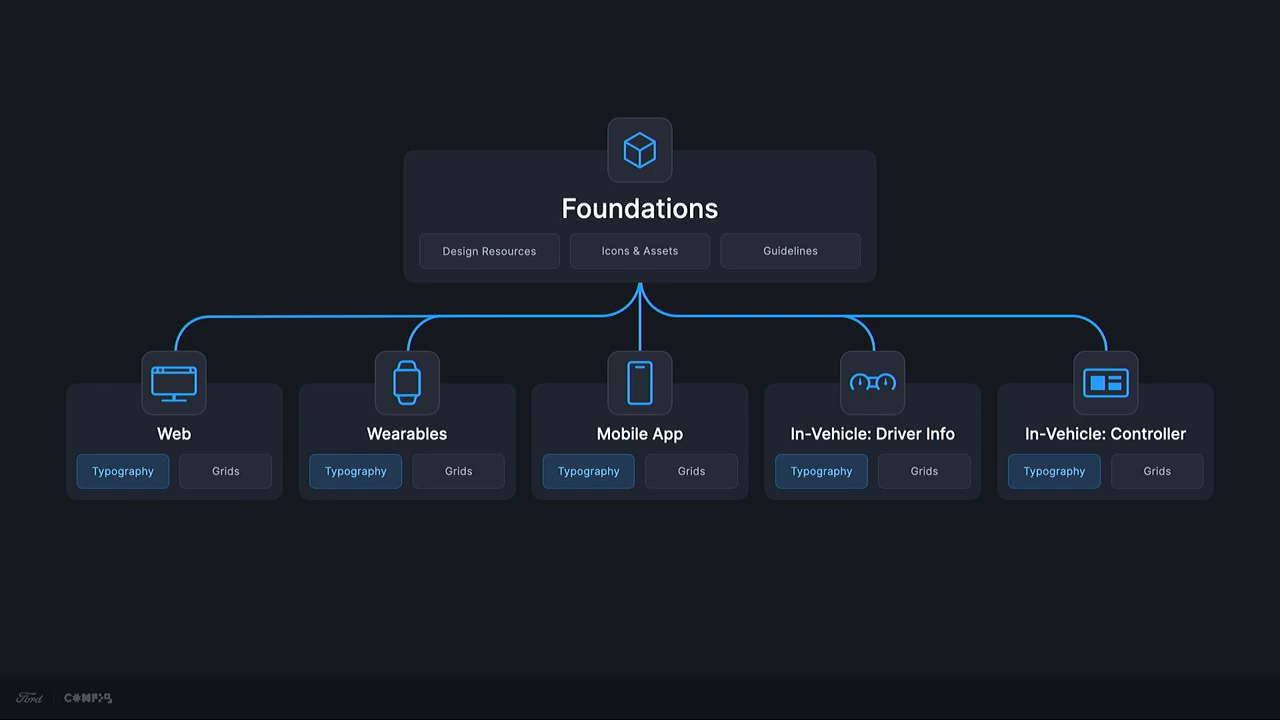 Foundations
Design Resources
Icons & Assets
Guidelines
Web
Wearables
Mobile App
In-Vehicle: Driver Info
In-Vehicle: Controller
Typography
Grids
Typography
Grids
Typography
Grids
Typography
Grids
Typography
Grids
Ford
CONFIG